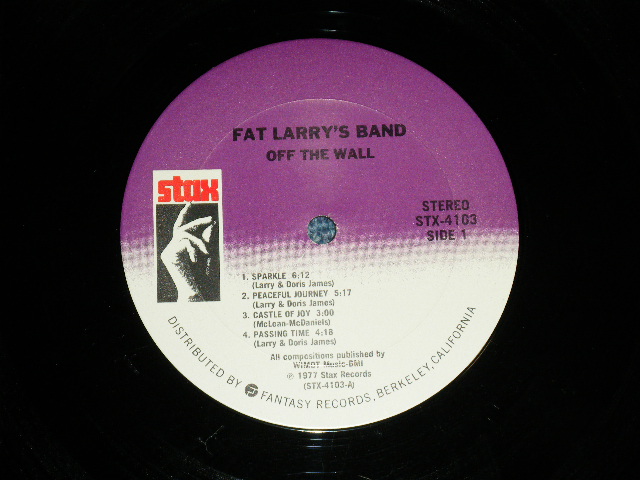 FAT LARRY'S BAND
OFF THE WALL
stax
STEREO
STX-4103
SIDE 1
1. SPARKLE 6:12
(Larry & Doris James)
2. PEACEFUL JOURNEY 5:17
(Larry & Doris James)
3. CASTLE OF JOY 3:00
(McLean-McDaniels)
4. PASSING TIME 4:18
(Larry & Doris James)
All compositions published by
WIMOT Music-BMI
℗ 1977 Stax Records
(STX-4103-A)
DISTRIBUTED BY FANTASY RECORDS, BERKELEY, CALIFORNIA